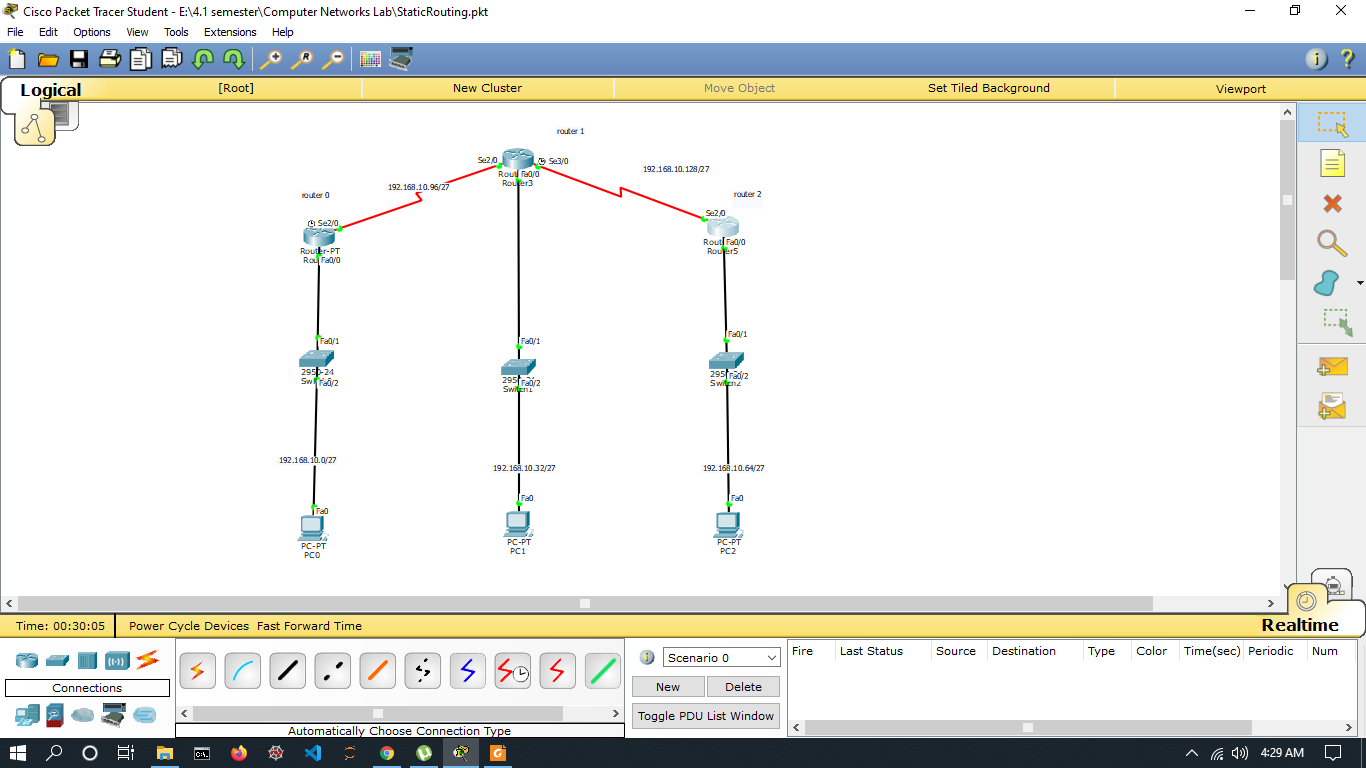 Cisco Packet Tracer Student - E:\4.1 semester\Computer Networks Lab\StaticRouting.pkt
File Edit Options View Tools Extensions Help
Logical [Root] New Cluster Move Object Set Tiled Background Viewport
router 1
Se2/0 Se3/0
Fa0/0
Router3
192.168.10.128/27
192.168.10.96/27
router 0
router 2
Se2/0
Se2/0
Router-PT
Fa0/0
Fa0/0
Router5
Fa0/1
Fa0/1
Fa0/1
2950-24
Fa0/2
Fa0/2
Switch1
Fa0/2
Switch2
192.168.10.0/27
192.168.10.32/27
192.168.10.64/27
Fa0
Fa0
Fa0
PC-PT
PC0
PC-PT
PC1
PC-PT
PC2
Time: 00:30:05 Power Cycle Devices Fast Forward Time
Realtime
Connections
Automatically Choose Connection Type
Scenario 0
New Delete
Toggle PDU List Window
Fire Last Status Source Destination Type Color Time(sec) Periodic Num
4:29 AM